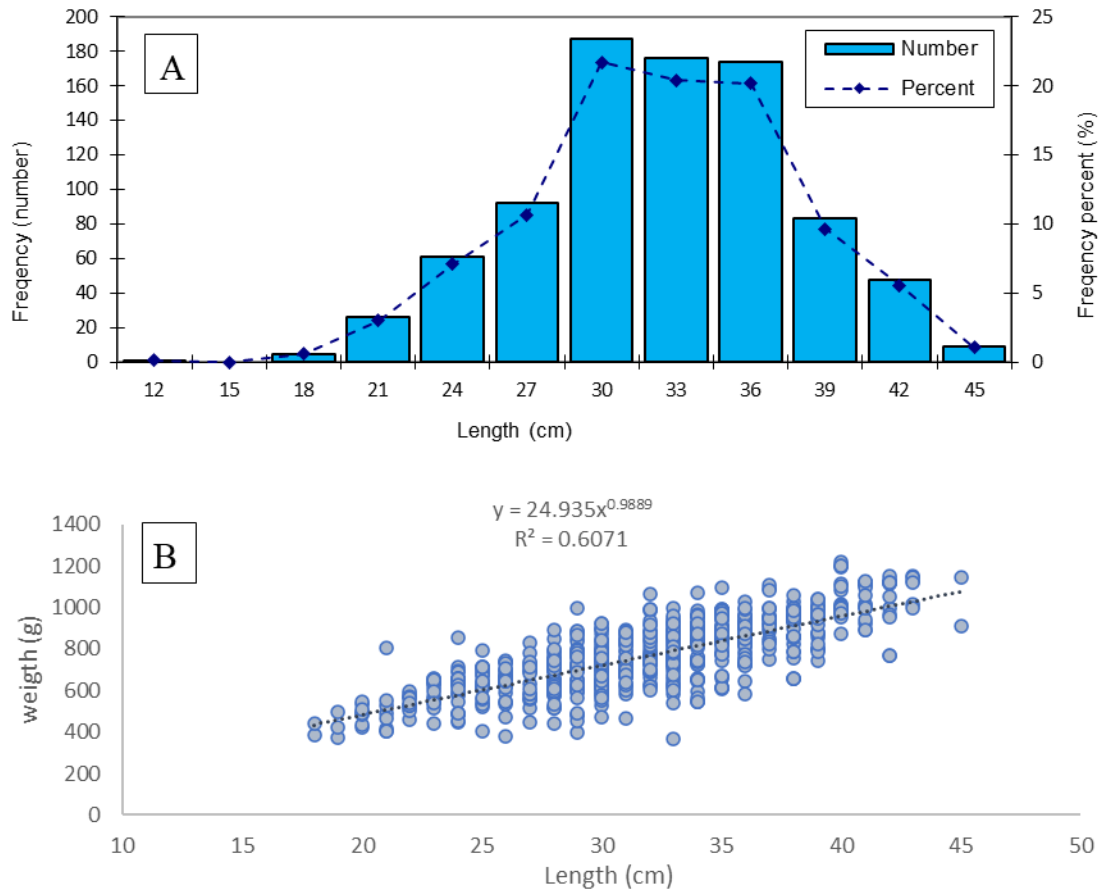 A
Number
Percent
Freqency (number)
200
180
160
140
120
100
80
60
40
20
0
25
20
15
10
5
0
Freqency percent (%)
12 15 18 21 24 27 30 33 36 39 42 45
Length (cm)
B
y = 24.935x^0.9889
R² = 0.6071
weigth (g)
1400
1200
1000
800
600
400
200
0
10 15 20 25 30 35 40 45 50
Length (cm)